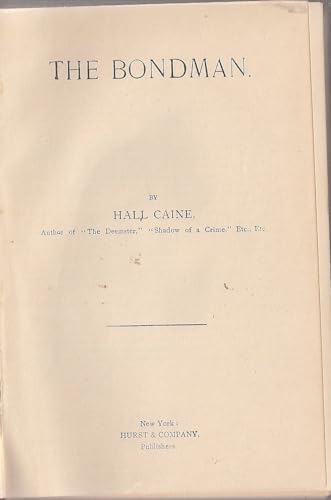 THE BONDMAN.
BY
HALL CAINE,
Author of "The Deemster," "Shadow of a Crime," Etc., Etc.
New York:
HURST & COMPANY,
Publishers.